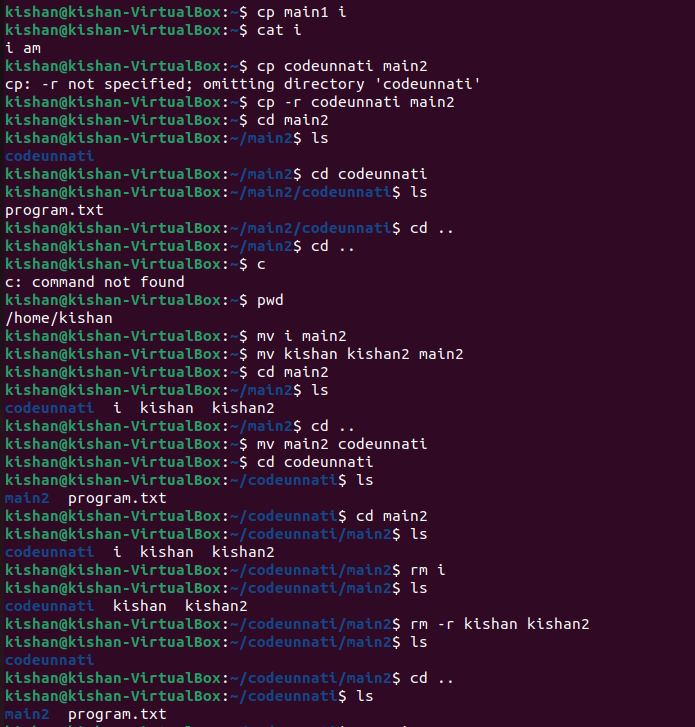 kishan@kishan-VirtualBox:~$ cp main1 i
kishan@kishan-VirtualBox:~$ cat i
i am
kishan@kishan-VirtualBox:~$ cp codeunnati main2
cp: -r not specified; omitting directory 'codeunnati'
kishan@kishan-VirtualBox:~$ cp -r codeunnati main2
kishan@kishan-VirtualBox:~$ cd main2
kishan@kishan-VirtualBox:~/main2$ ls
codeunnati
kishan@kishan-VirtualBox:~/main2$ cd codeunnati
kishan@kishan-VirtualBox:~/main2/codeunnati$ ls
program.txt
kishan@kishan-VirtualBox:~/main2/codeunnati$ cd ..
kishan@kishan-VirtualBox:~/main2$ cd ..
kishan@kishan-VirtualBox:~$ c
c: command not found
kishan@kishan-VirtualBox:~$ pwd
/home/kishan
kishan@kishan-VirtualBox:~$ mv i main2
kishan@kishan-VirtualBox:~$ mv kishan kishan2 main2
kishan@kishan-VirtualBox:~$ cd main2
kishan@kishan-VirtualBox:~/main2$ ls
codeunnati  i  kishan  kishan2
kishan@kishan-VirtualBox:~/main2$ cd ..
kishan@kishan-VirtualBox:~$ mv main2 codeunnati
kishan@kishan-VirtualBox:~$ cd codeunnati
kishan@kishan-VirtualBox:~/codeunnati$ ls
main2  program.txt
kishan@kishan-VirtualBox:~/codeunnati$ cd main2
kishan@kishan-VirtualBox:~/codeunnati/main2$ ls
codeunnati  i  kishan  kishan2
kishan@kishan-VirtualBox:~/codeunnati/main2$ rm i
kishan@kishan-VirtualBox:~/codeunnati/main2$ ls
codeunnati  kishan  kishan2
kishan@kishan-VirtualBox:~/codeunnati/main2$ rm -r kishan kishan2
kishan@kishan-VirtualBox:~/codeunnati/main2$ ls
codeunnati
kishan@kishan-VirtualBox:~/codeunnati/main2$ cd ..
kishan@kishan-VirtualBox:~/codeunnati$ ls
main2  program.txt